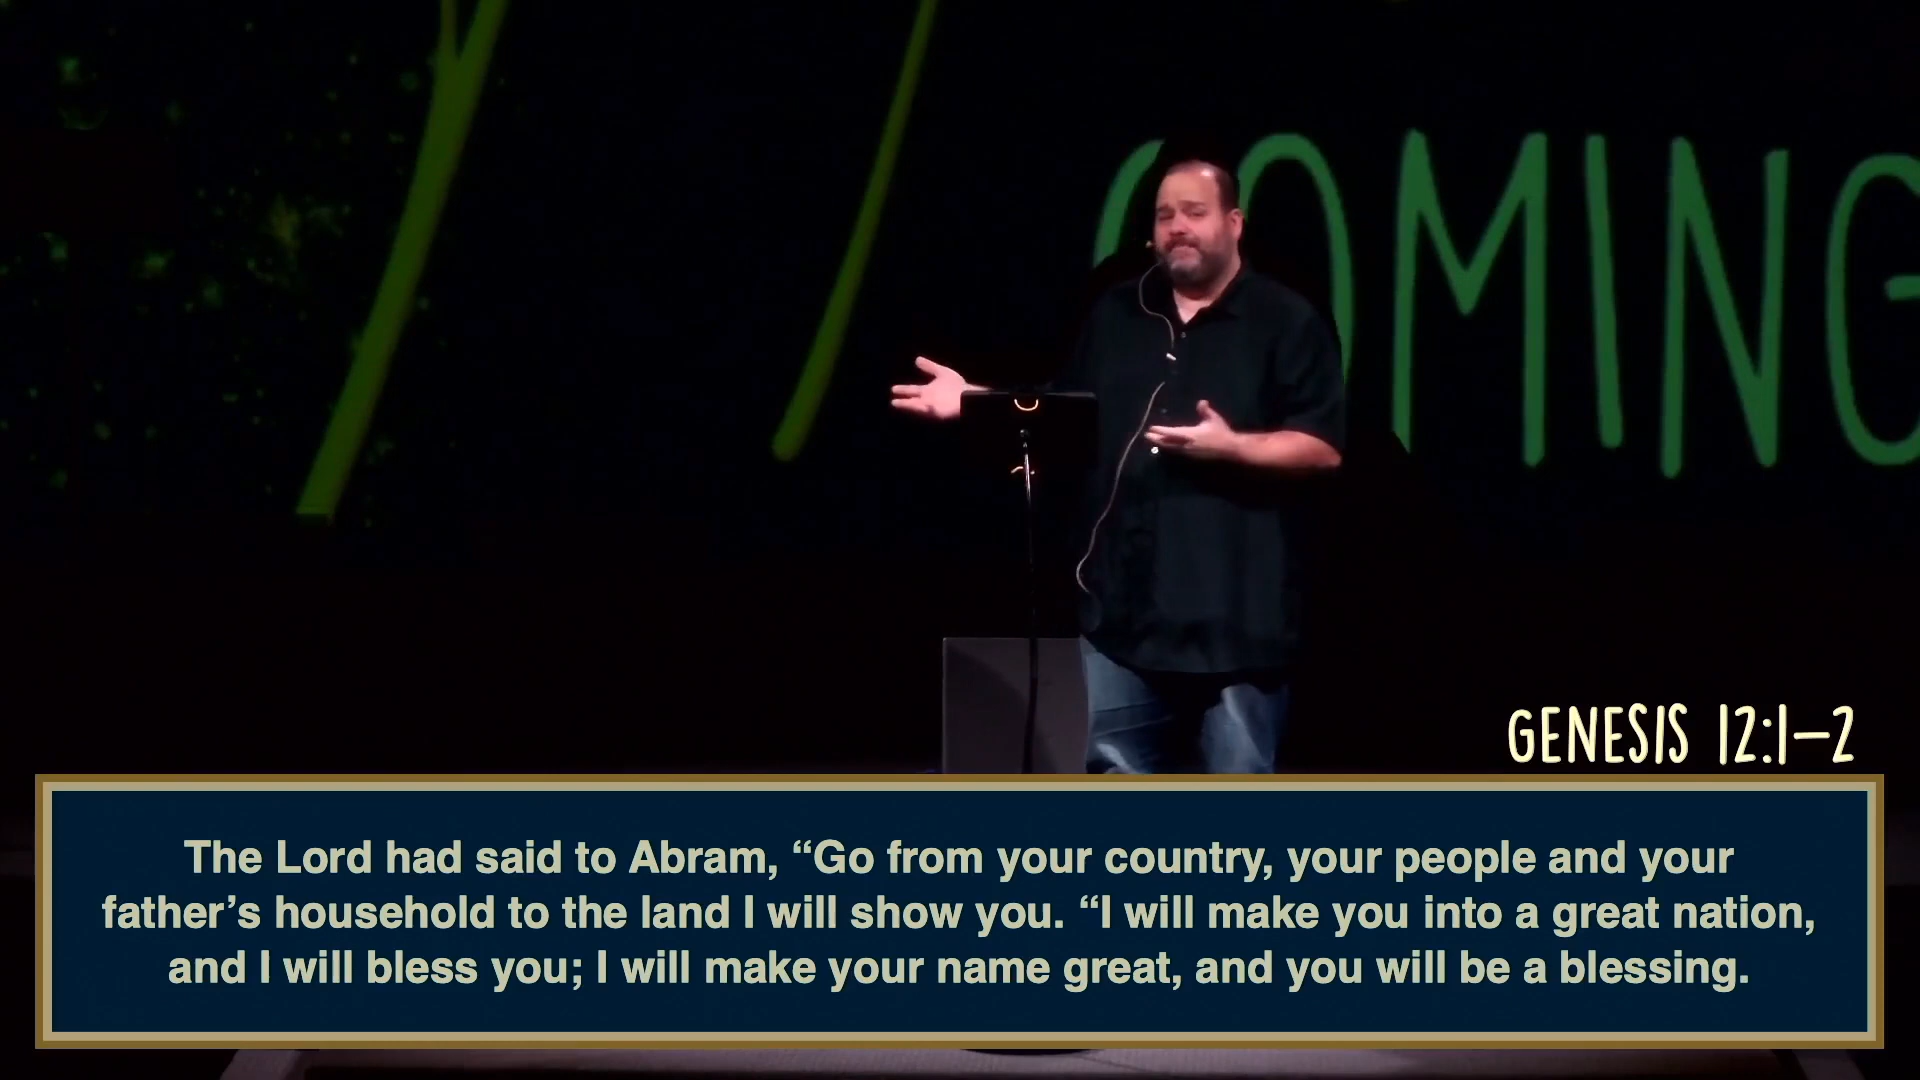 COMING
GENESIS 12:1–2
The Lord had said to Abram, “Go from your country, your people and your
father’s household to the land I will show you. “I will make you into a great nation,
and I will bless you; I will make your name great, and you will be a blessing.